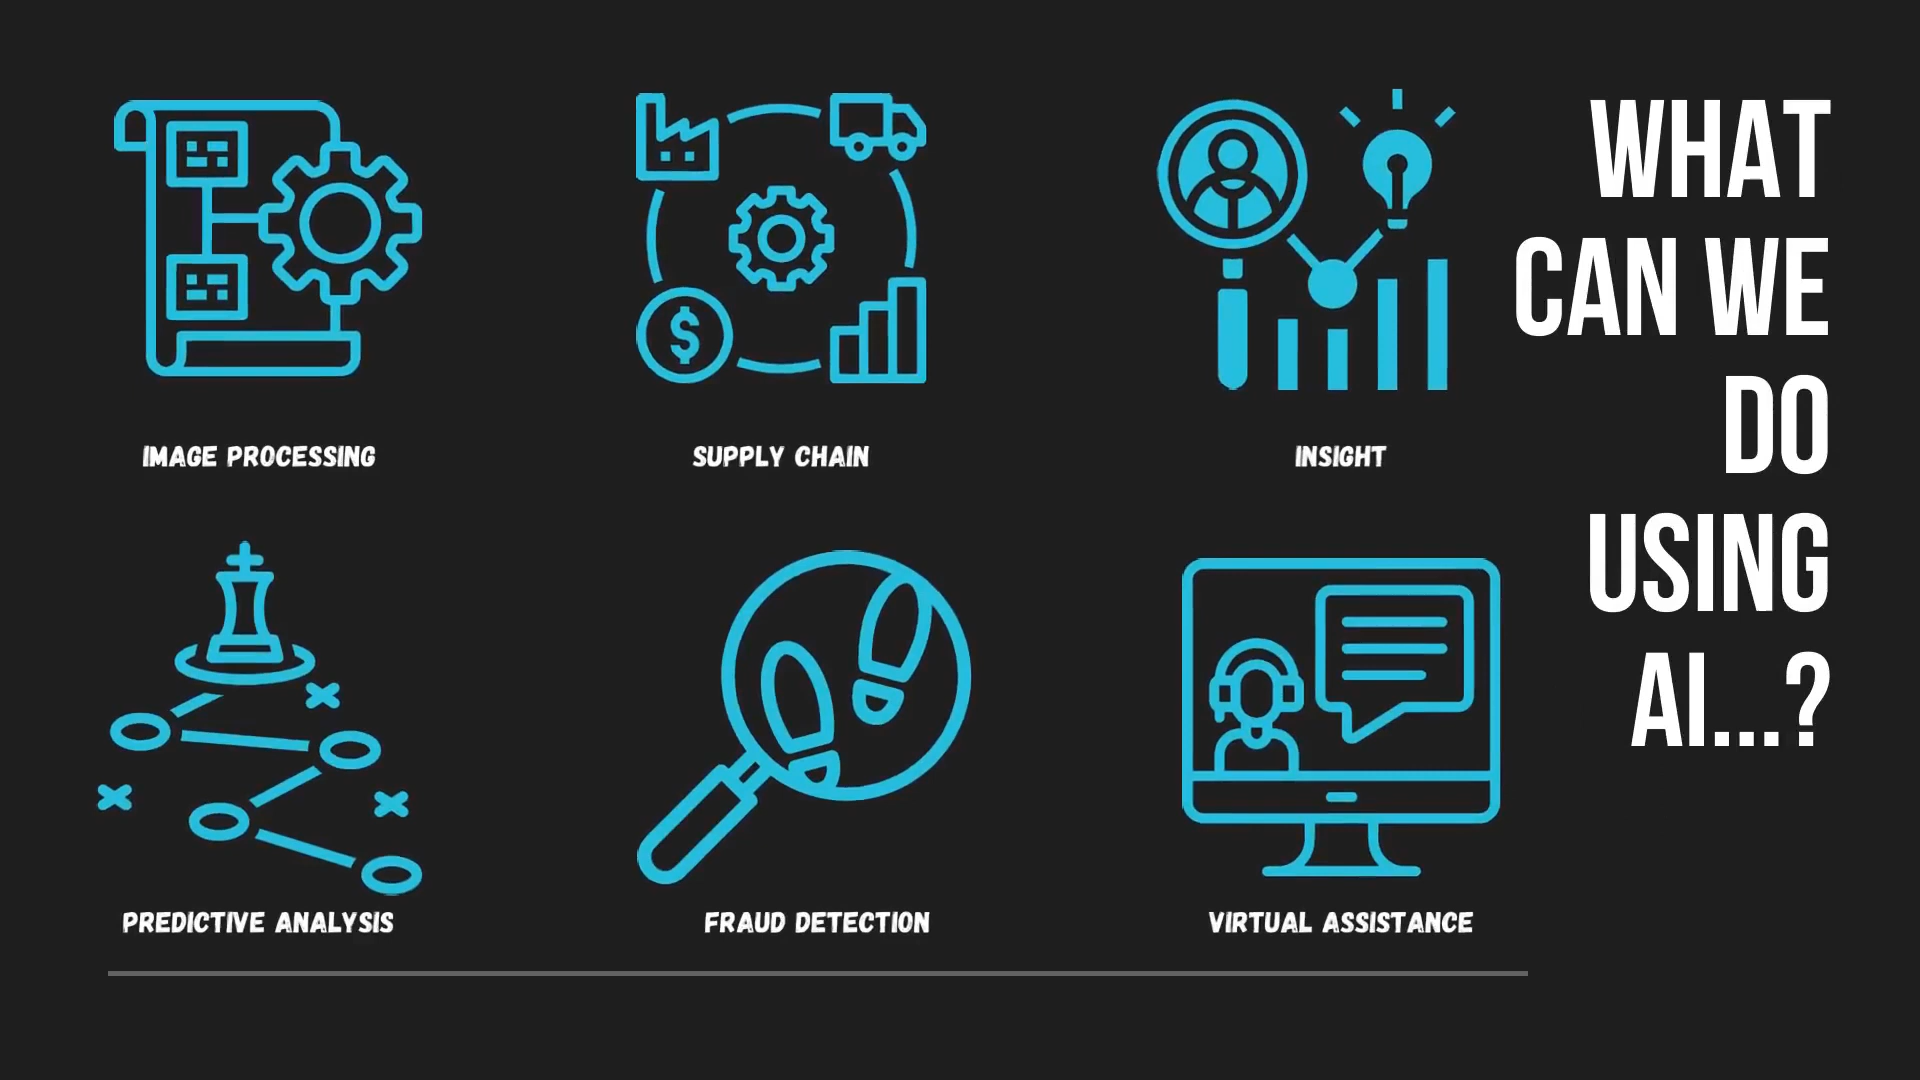 WHAT
CAN WE
DO
USING
AI...?
IMAGE PROCESSING
SUPPLY CHAIN
INSIGHT
$
PREDICTIVE ANALYSIS
FRAUD DETECTION
VIRTUAL ASSISTANCE